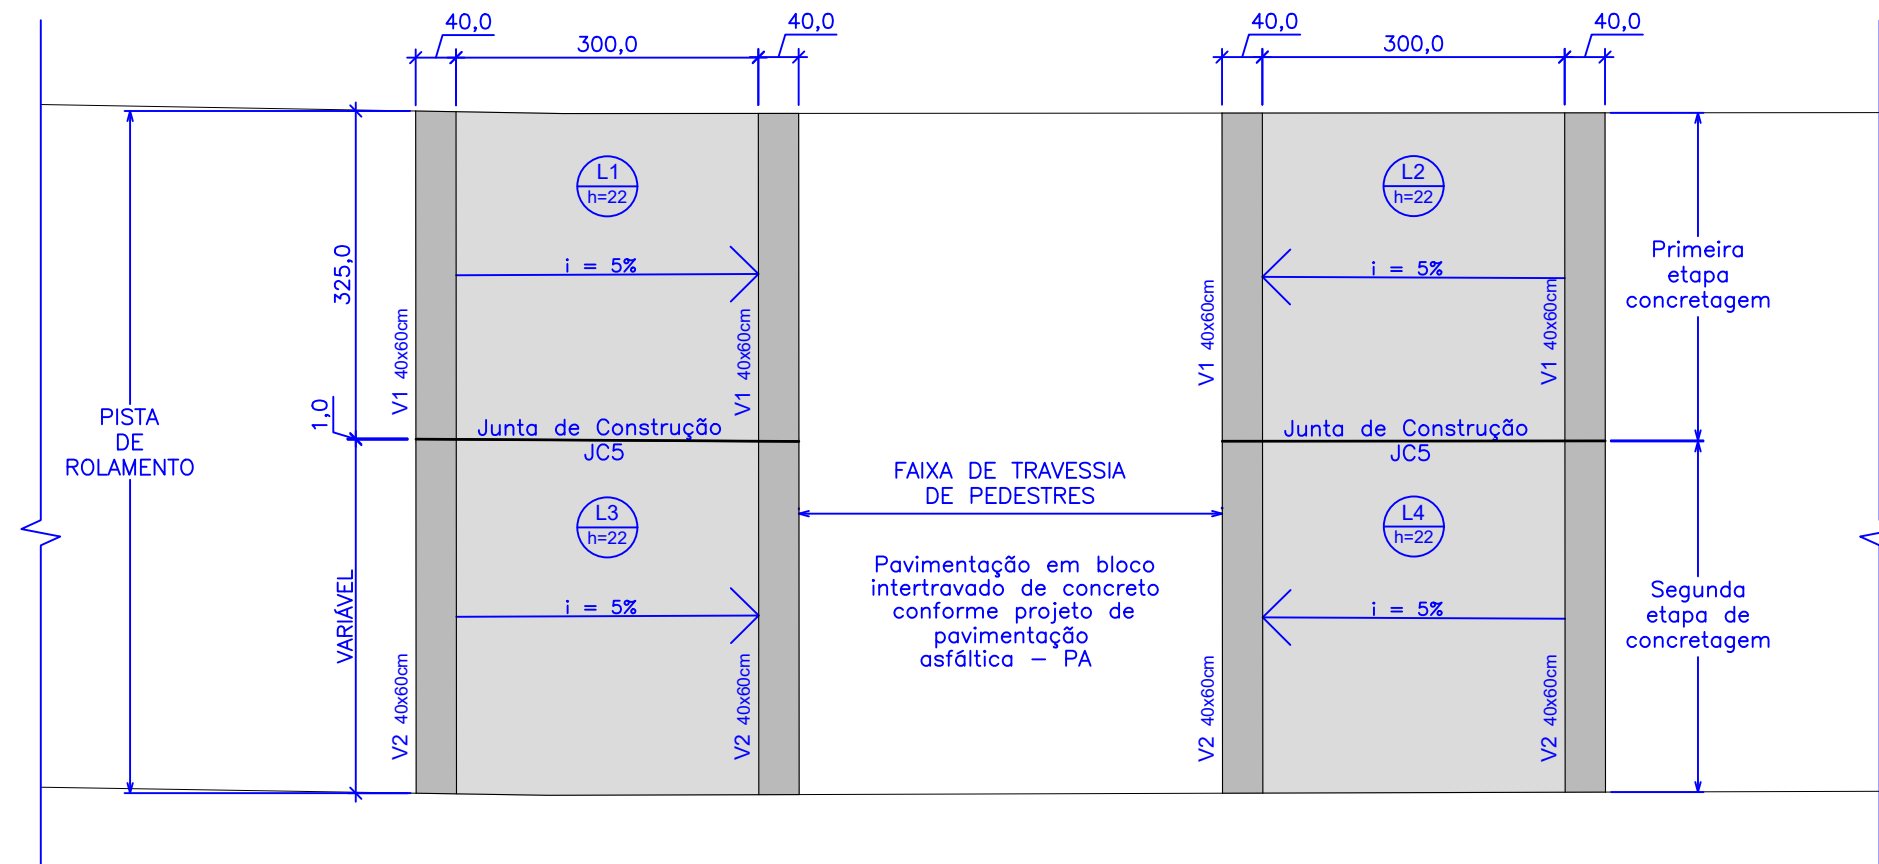 40,0
300,0
40,0
40,0
300,0
40,0
L1
h=22
L2
h=22
325,0
i = 5%
i = 5%
Primeira
etapa
concretagem
V1 40x60cm
V1 40x60cm
V1 40x60cm
V1 40x60cm
1,0
PISTA
DE
ROLAMENTO
Junta de Construção
JC5
Junta de Construção
JC5
FAIXA DE TRAVESSIA
DE PEDESTRES
L3
h=22
L4
h=22
Pavimentação em bloco
intertravado de concreto
conforme projeto de
pavimentação
asfáltica – PA
VARIÁVEL
i = 5%
i = 5%
Segunda
etapa de
concretagem
V2 40x60cm
V2 40x60cm
V2 40x60cm
V2 40x60cm